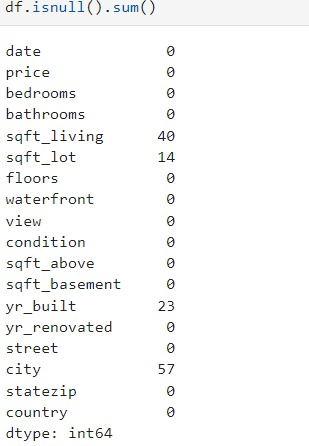 df.isnull().sum()
date 0
price 0
bedrooms 0
bathrooms 0
sqft_living 40
sqft_lot 14
floors 0
waterfront 0
view 0
condition 0
sqft_above 0
sqft_basement 0
yr_built 23
yr_renovated 0
street 0
city 57
statezip 0
country 0
dtype: int64